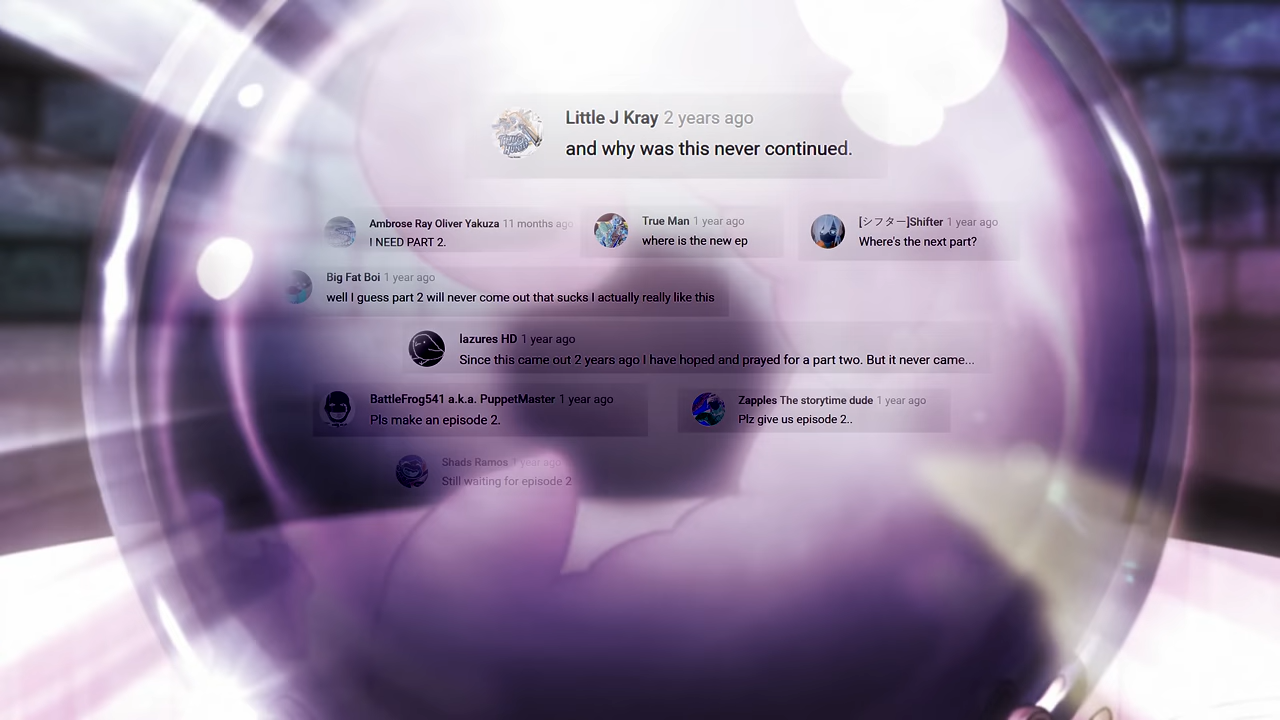 Little J Kray 2 years ago
and why was this never continued.
Ambrose Ray Oliver Yakuza 11 months ago
I NEED PART 2.
True Man 1 year ago
where is the new ep
[シフター]Shifter 1 year ago
Where's the next part?
Big Fat Boi 1 year ago
well I guess part 2 will never come out that sucks I actually really like this
lazures HD 1 year ago
Since this came out 2 years ago I have hoped and prayed for a part two. But it never came...
BattleFrog541 a.k.a. PuppetMaster 1 year ago
Pls make an episode 2.
Zapples The storytime dude 1 year ago
Plz give us episode 2..
Shads Ramos 1 year ago
Still waiting for episode 2